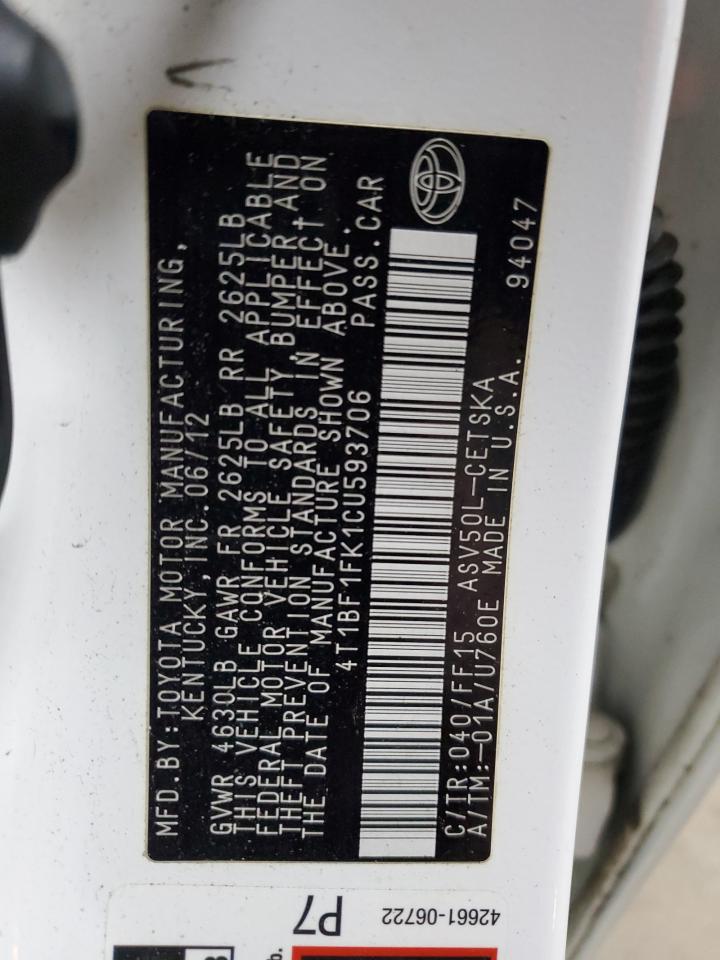 MFD.BY:TOYOTA MOTOR MANUFACTURING,
KENTUCKY, INC. 06/12
GVWR 4630LB GAWR FR 2625LB RR 2625LB
THIS VEHICLE CONFORMS TO ALL APPLICABLE
FEDERAL MOTOR VEHICLE SAFETY, BUMPER AND
THEFT PREVENTION STANDARDS IN EFFECT ON
THE DATE OF MANUFACTURE SHOWN ABOVE.
4T1BF1FK1CU593706 PASS.CAR
C/TR:040/FF15 ASV50L-CETSKA 94047
A/TM:-01A/U760E MADE IN U.S.A.
42661-06722
P7